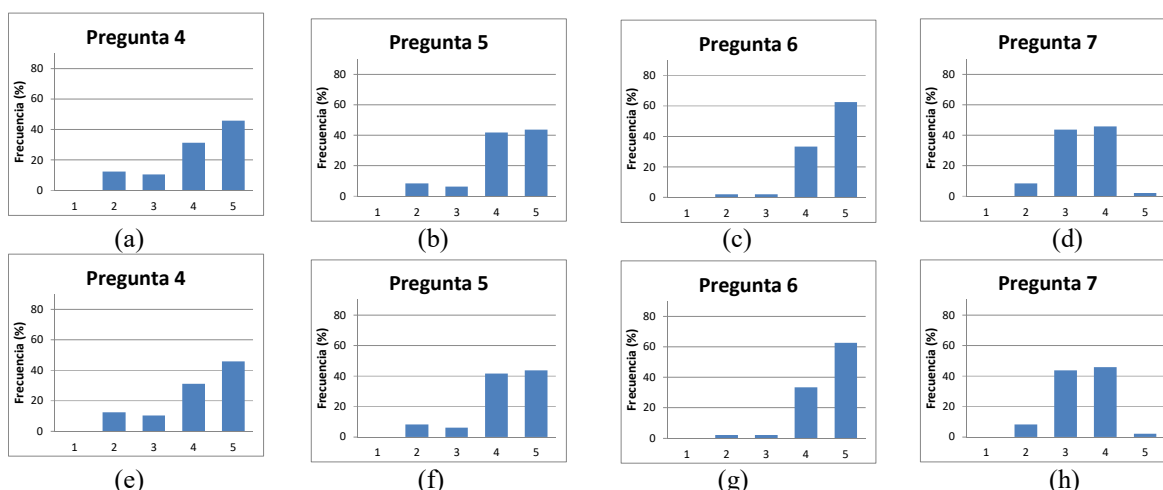 Pregunta 4
Frecuencia (%)
80
60
40
20
0
1 2 3 4 5
(a)
Pregunta 5
Frecuencia (%)
80
60
40
20
0
1 2 3 4 5
(b)
Pregunta 6
Frecuencia (%)
80
60
40
20
0
1 2 3 4 5
(c)
Pregunta 7
Frecuencia (%)
80
60
40
20
0
1 2 3 4 5
(d)
Pregunta 4
Frecuencia (%)
80
60
40
20
0
1 2 3 4 5
(e)
Pregunta 5
Frecuencia (%)
80
60
40
20
0
1 2 3 4 5
(f)
Pregunta 6
Frecuencia (%)
80
60
40
20
0
1 2 3 4 5
(g)
Pregunta 7
Frecuencia (%)
80
60
40
20
0
1 2 3 4 5
(h)